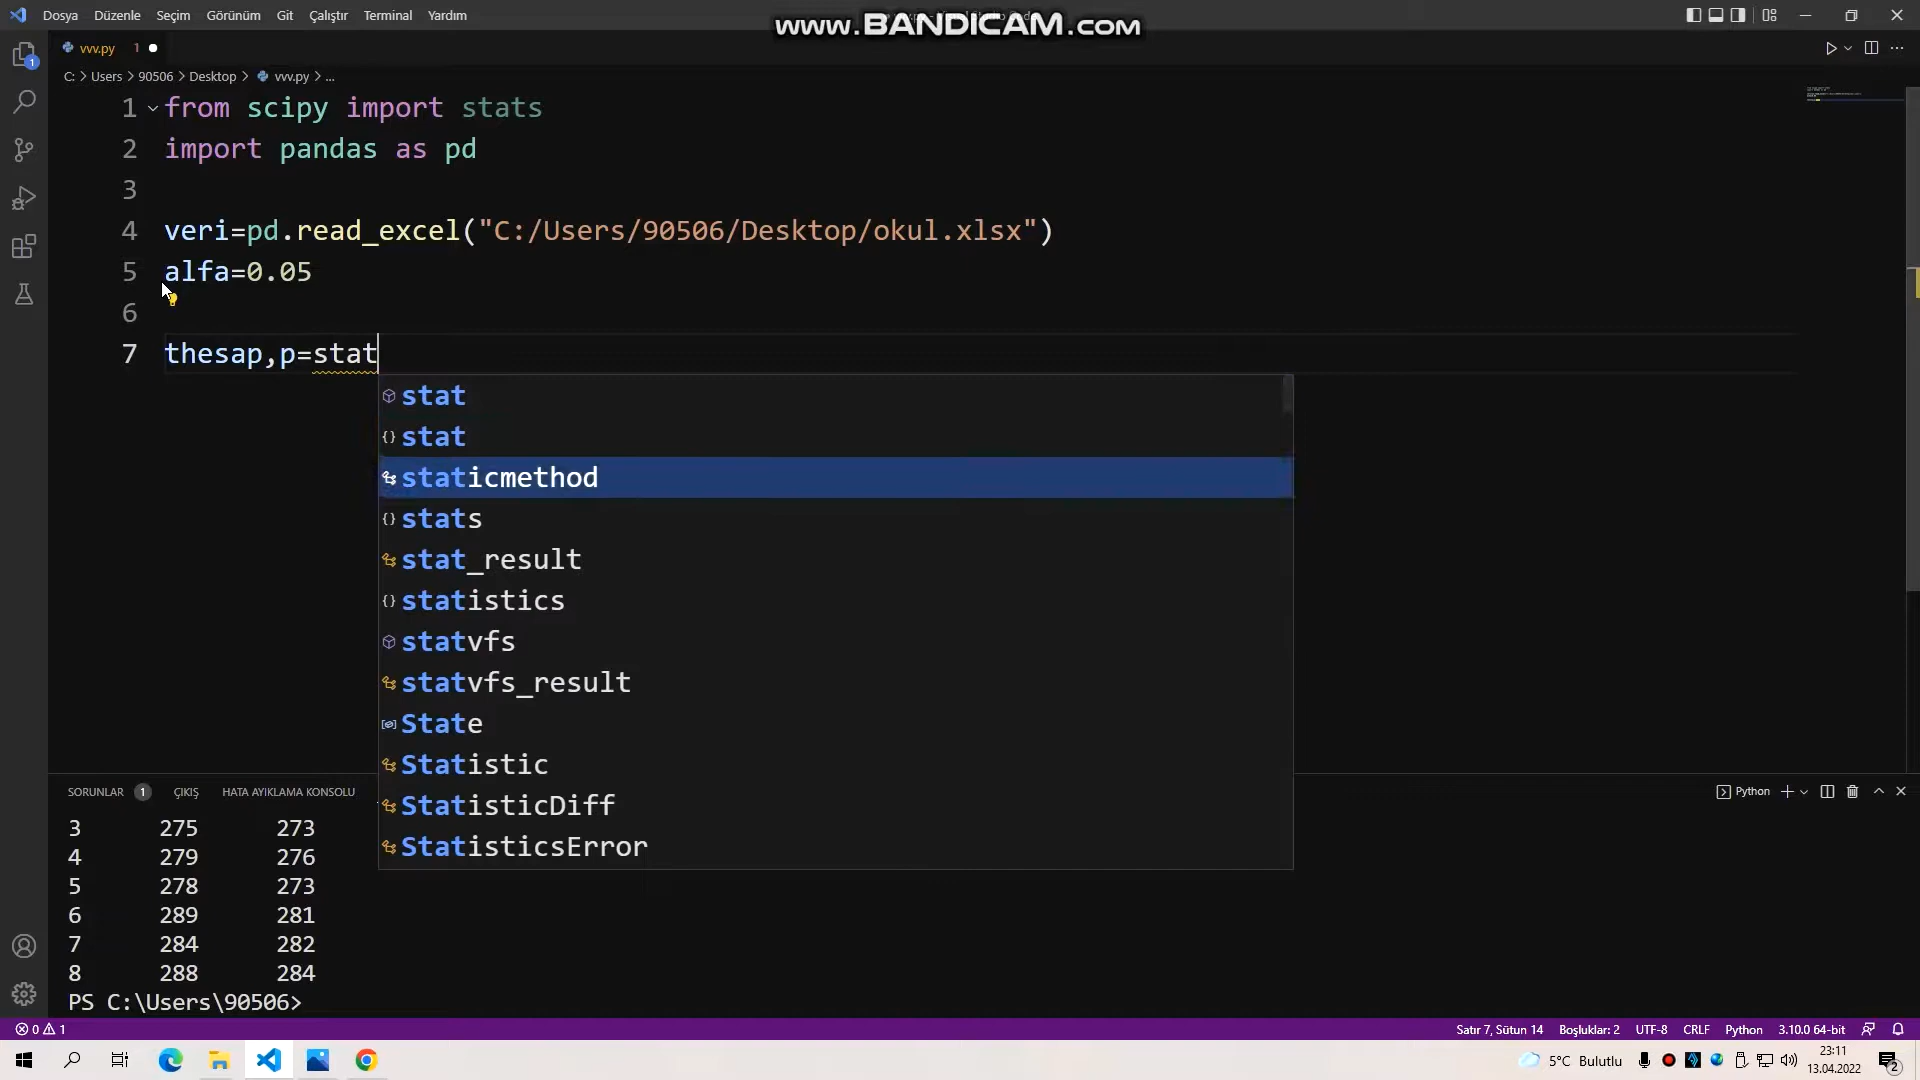 Dosya Düzenle Seçim Görünüm Git Çalıştır Terminal Yardım
www.BANDICAM.com
vvv.py 1
C: > Users > 90506 > Desktop > vvv.py > ...
1 from scipy import stats
2 import pandas as pd
3
4 veri=pd.read_excel("C:/Users/90506/Desktop/okul.xlsx")
5 alfa=0.05
6
7 thesap,p=stat
stat
stat
staticmethod
stats
stat_result
statistics
statvfs
statvfs_result
State
Statistic
StatisticDiff
StatisticsError
SORUNLAR 1 ÇIKIŞ HATA AYIKLAMA KONSOLU
Python
3 275 273
4 279 276
5 278 273
6 289 281
7 284 282
8 288 284
PS C:\Users\90506>
0 1
Satır 7, Sütun 14 Boşluklar: 2 UTF-8 CRLF Python 3.10.0 64-bit
5°C Bulutlu
23:11
13.04.2022
2